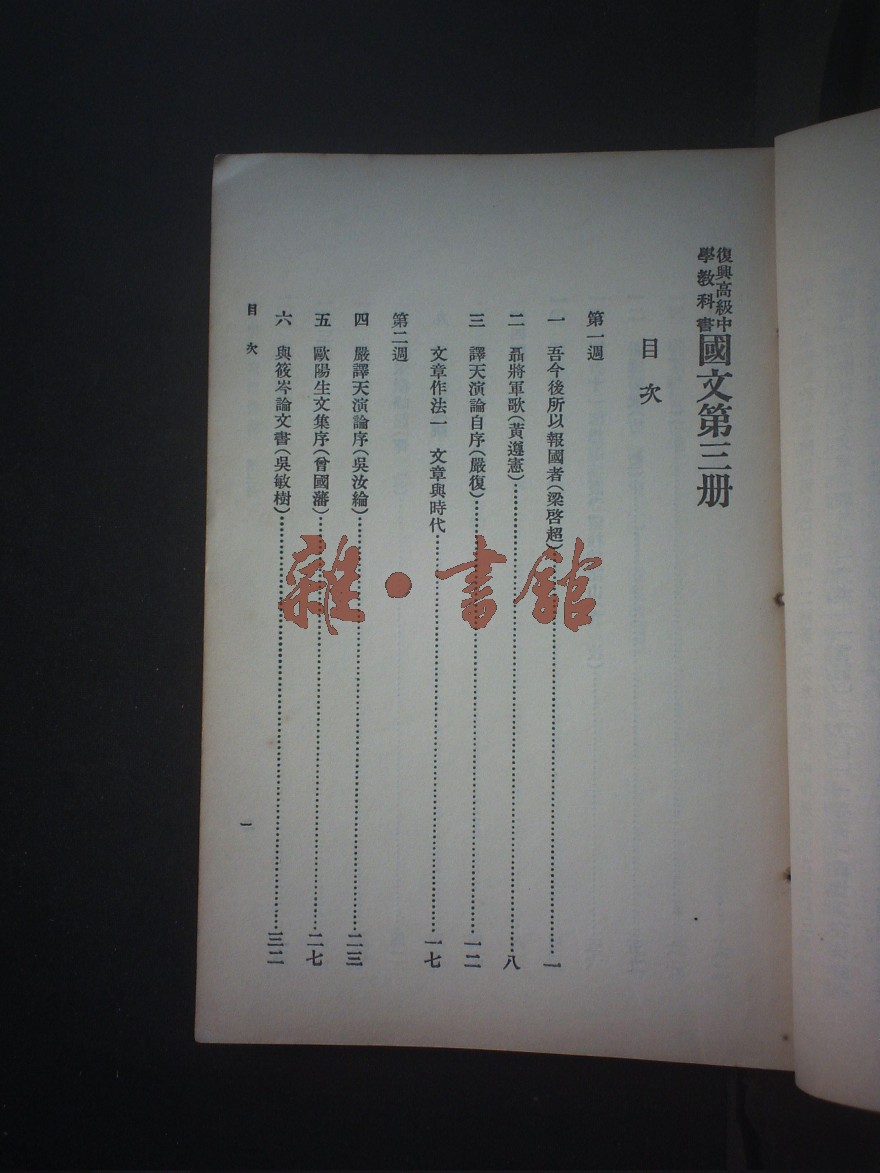 復興高級中
學教科書
國文第三册
目次
第一週
一 吾今後所以報國者(梁啓超)……一
二 聶將軍歌(黃遵憲)……八
三 譯天演論自序(嚴復)……一二
文章作法一 文章與時代……一七
第二週
四 嚴譯天演論序(吳汝綸)……二三
五 歐陽生文集序(曾國藩)……二七
六 與筱岑論文書(吳敏樹)……三二
目次
一
雜·書館